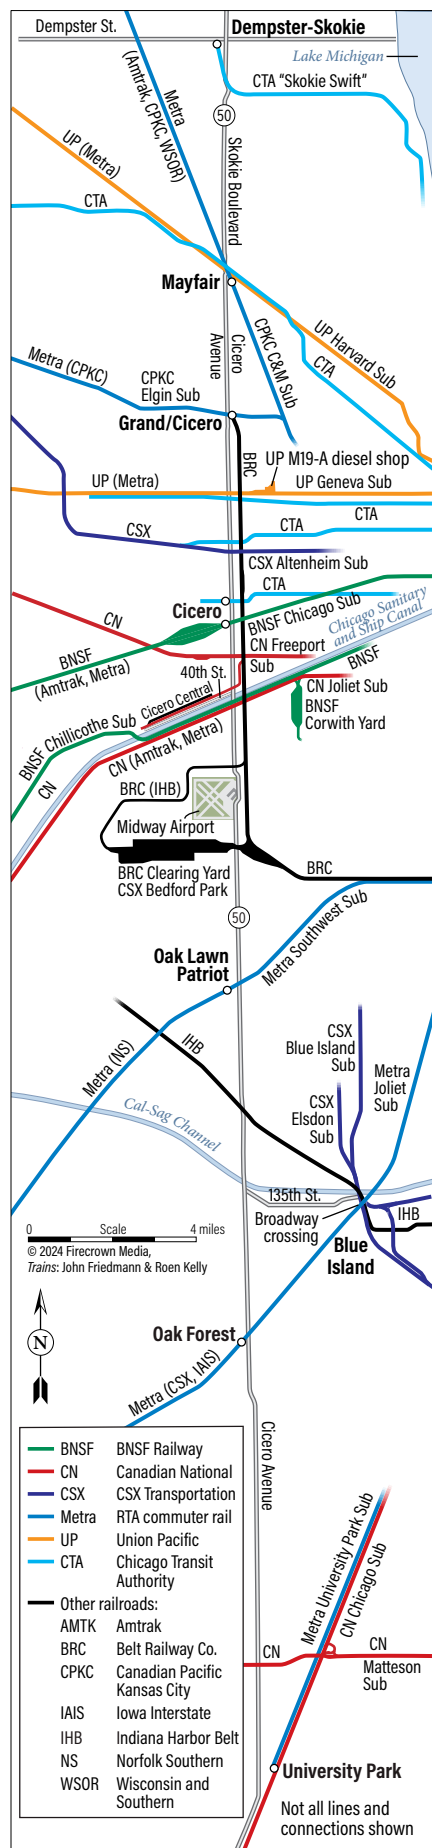 Dempster St.
Dempster-Skokie
Lake Michigan
CTA “Skokie Swift”
Metra
(Amtrak, CPKC, WSOR)
50
Skokie Boulevard
UP (Metra)
CTA
Mayfair
Cicero
Avenue
UP Harvard Sub
CTA
CPKC C&M Sub
Metra (CPKC)
CPKC
Elgin Sub
Grand/Cicero
BRC
UP M19-A diesel shop
UP (Metra)
UP Geneva Sub
CTA
CTA
CSX
CSX Altenheim Sub
CTA
Cicero
BNSF Chicago Sub
Chicago Sanitary
and Ship Canal
CN
BNSF
(Amtrak, Metra)
CN Freeport
Sub
BNSF
40th St.
Cicero Central
CN Joliet Sub
BNSF
Corwith Yard
BNSF Chillicothe Sub
CN (Amtrak, Metra)
CN
BRC (IHB)
Midway Airport
BRC Clearing Yard
CSX Bedford Park
BRC
50
Oak Lawn
Patriot
Metra Southwest Sub
IHB
CSX
Blue Island
Sub
Metra (NS)
Metra
Joliet
Sub
CSX
Elsdon
Sub
Cal-Sag Channel
135th St.
Broadway
crossing
IHB
Blue
Island
0 Scale 4 miles
© 2024 Firecrown Media,
Trains: John Friedmann & Roen Kelly
N
Oak Forest
Metra (CSX, IAIS)
Cicero Avenue
BNSF BNSF Railway
CN Canadian National
CSX CSX Transportation
Metra RTA commuter rail
UP Union Pacific
CTA Chicago Transit
Authority
Other railroads:
AMTK Amtrak
BRC Belt Railway Co.
CPKC Canadian Pacific
Kansas City
IAIS Iowa Interstate
IHB Indiana Harbor Belt
NS Norfolk Southern
WSOR Wisconsin and
Southern
Metra University Park Sub
CN Chicago Sub
CN
CN
Matteson
Sub
University Park
Not all lines and
connections shown